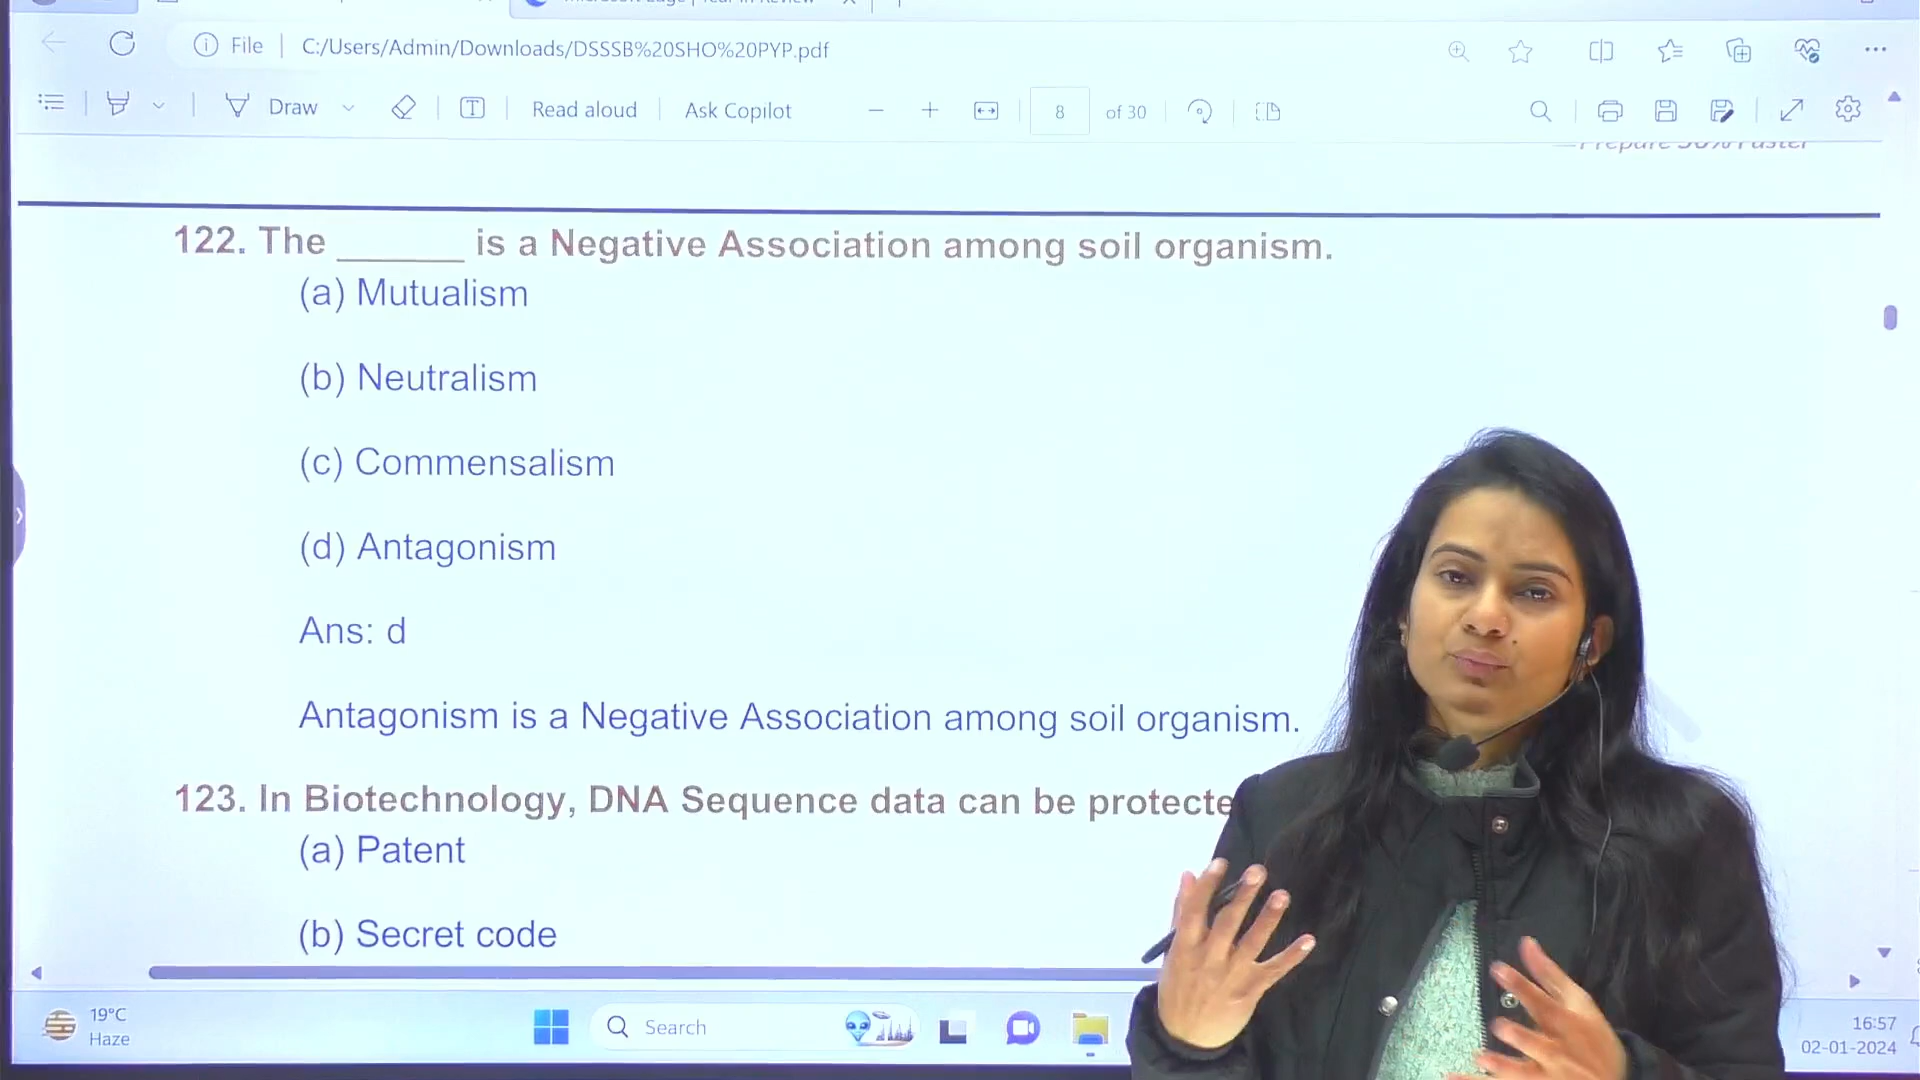 File
C:/Users/Admin/Downloads/DSSSB%20SHO%20PYP.pdf
Draw
Read aloud
Ask Copilot
8
of 30
122. The ______ is a Negative Association among soil organism.
(a) Mutualism
(b) Neutralism
(c) Commensalism
(d) Antagonism
Ans: d
Antagonism is a Negative Association among soil organism.
123. In Biotechnology, DNA Sequence data can be protecte
(a) Patent
(b) Secret code
19°C
Haze
Search
16:57
02-01-2024